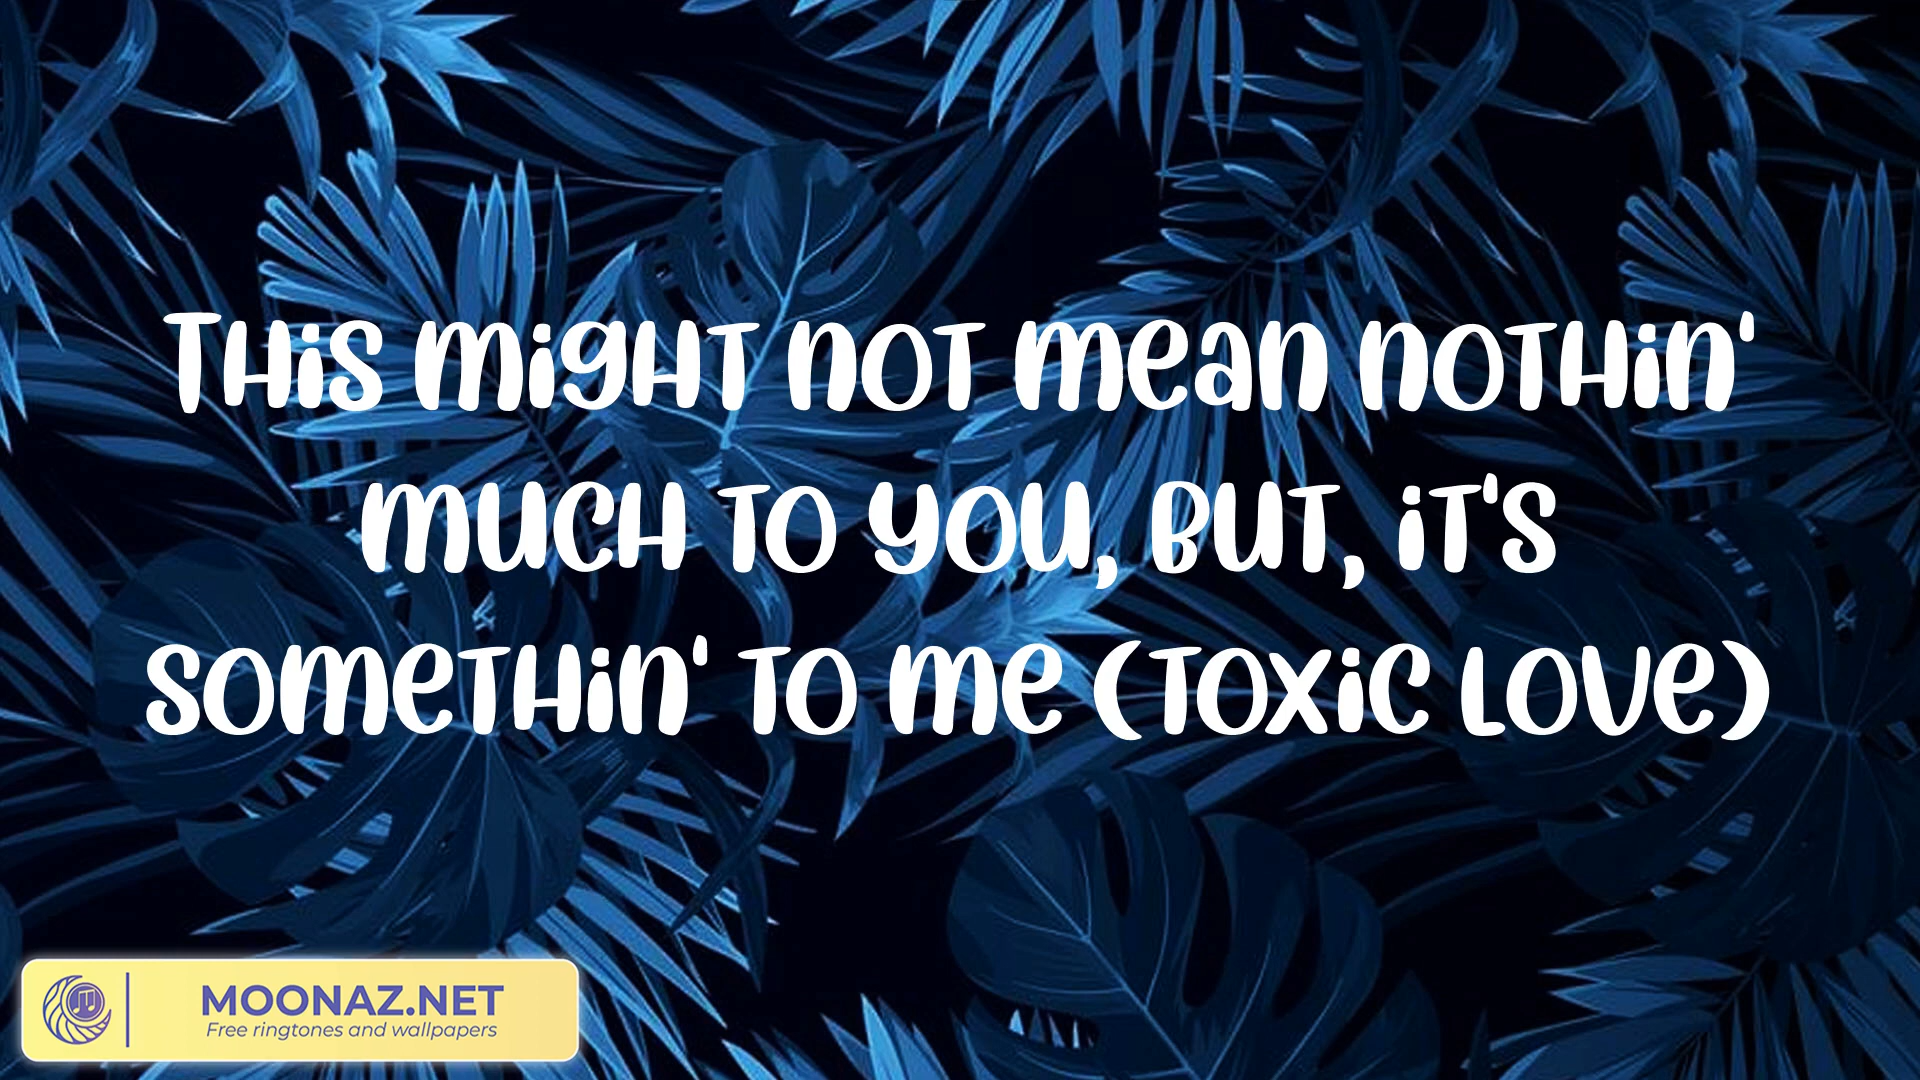 This might not mean nothin'
much to you, but, it's
somethin' to me (Toxic Love)
MOONAZ.NET
Free ringtones and wallpapers